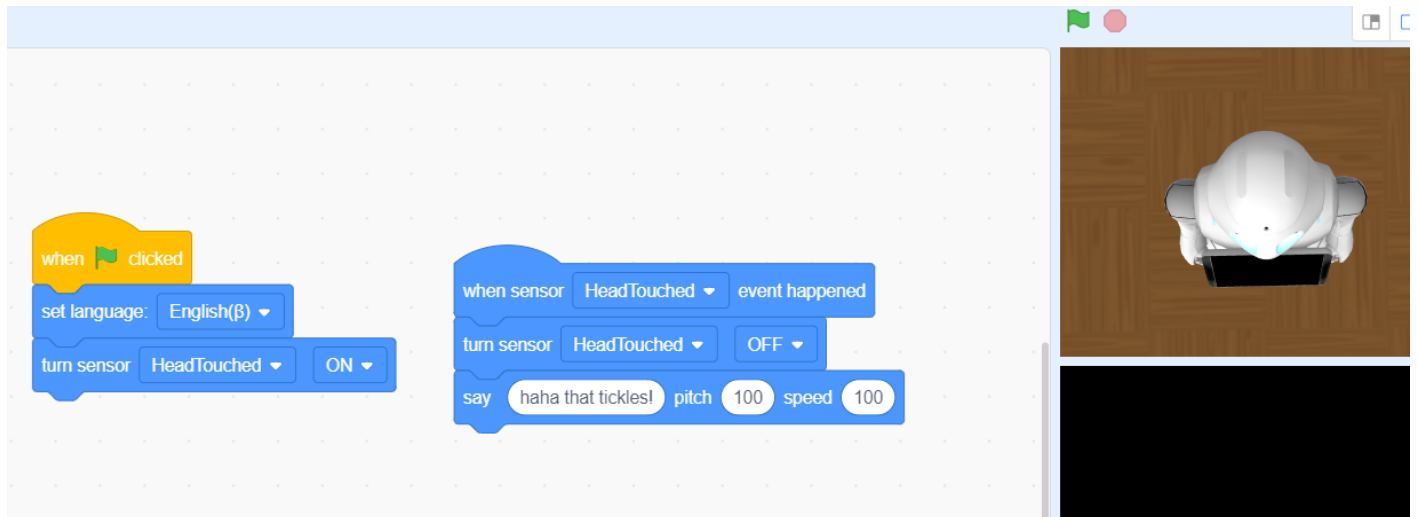 when clicked
set language: English(β)
turn sensor HeadTouched ON
when sensor HeadTouched event happened
turn sensor HeadTouched OFF
say haha that tickles! pitch 100 speed 100